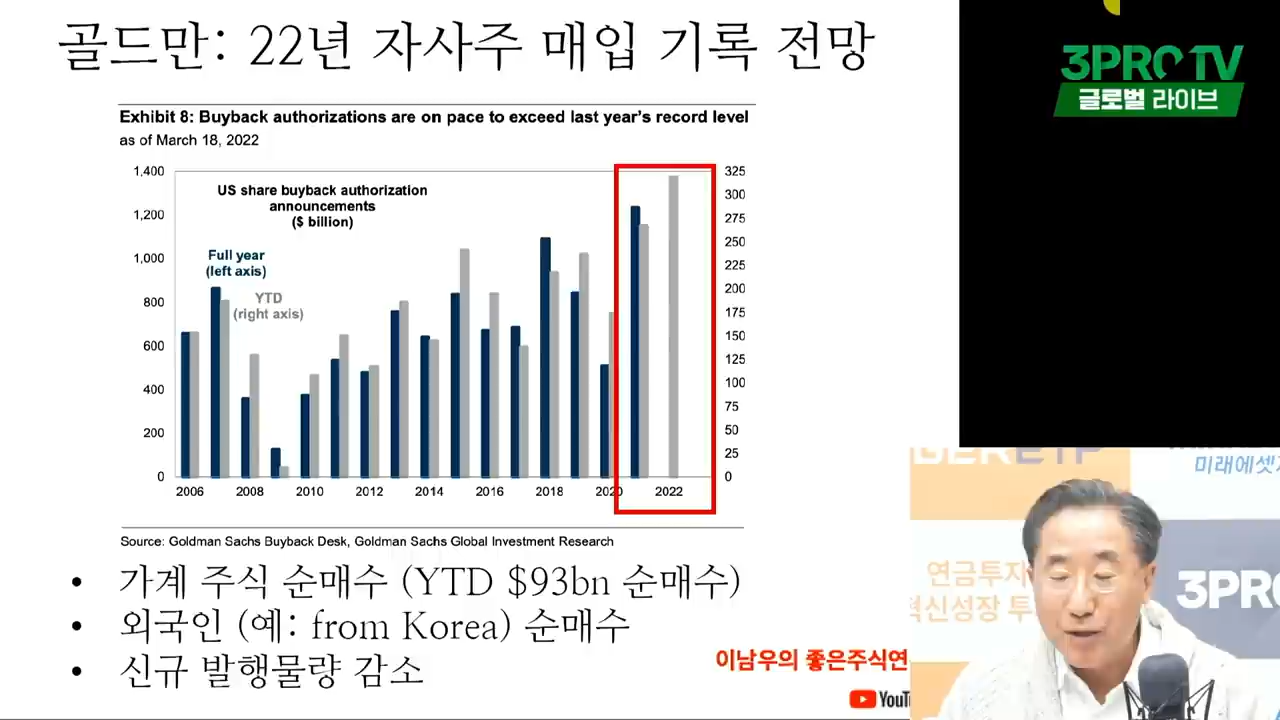 골드만: 22년 자사주 매입 기록 전망
3PRO TV
글로벌 라이브
Exhibit 8: Buyback authorizations are on pace to exceed last year's record level
as of March 18, 2022
1,400
1,200
1,000
800
600
400
200
0
US share buyback authorization
announcements
($ billion)
Full year
(left axis)
YTD
(right axis)
325
300
275
250
225
200
175
150
125
100
75
50
25
0
2006 2008 2010 2012 2014 2016 2018 2020 2022
Source: Goldman Sachs Buyback Desk, Goldman Sachs Global Investment Research
• 가계 주식 순매수 (YTD $93bn 순매수)
• 외국인 (예: from Korea) 순매수
• 신규 발행물량 감소
이남우의 좋은주식연
YouTu
미래에셋
연금투자
혁신성장 투
3PRO